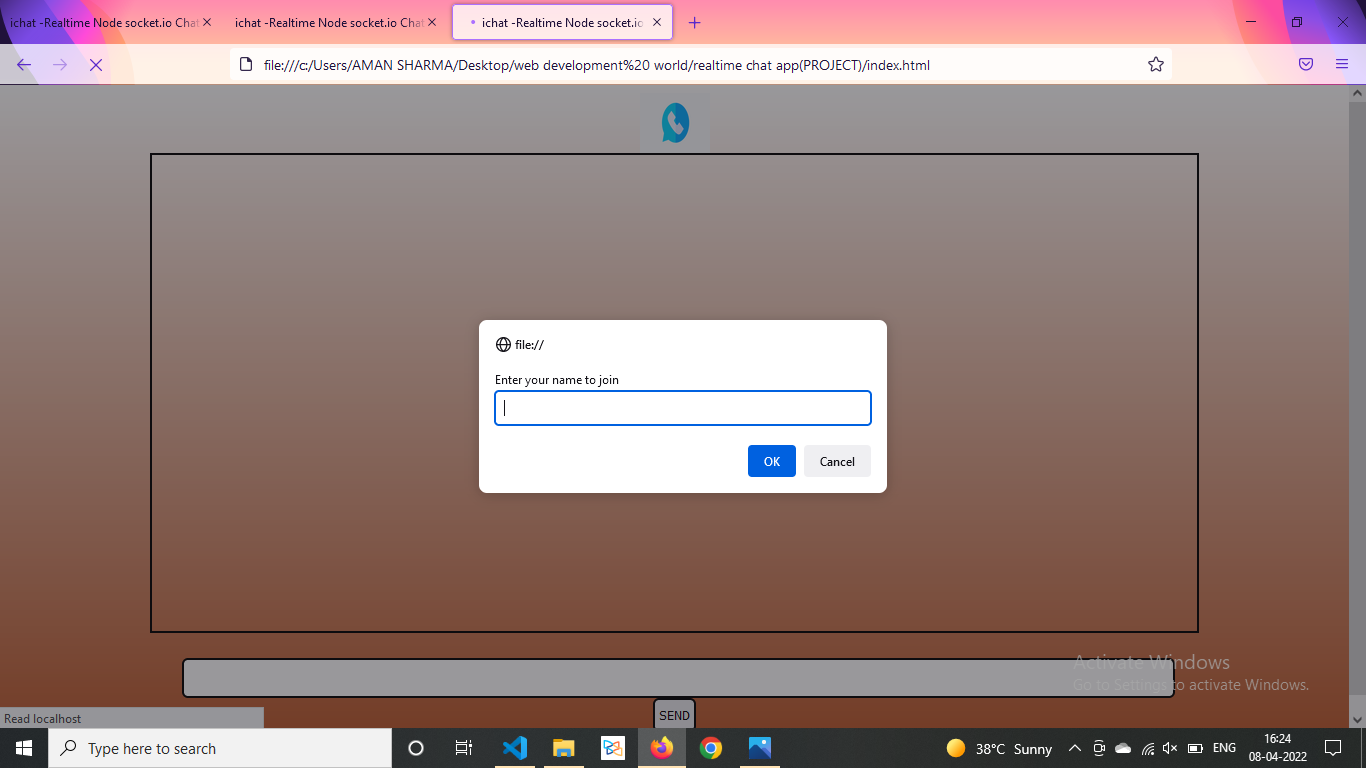 ichat -Realtime Node socket.io Chat
ichat -Realtime Node socket.io Chat
ichat -Realtime Node socket.io
file:///c:/Users/AMAN SHARMA/Desktop/web development%20 world/realtime chat app(PROJECT)/index.html
file://
Enter your name to join
OK
Cancel
Activate Windows
Go to Settings to activate Windows.
SEND
Read localhost
Type here to search
38°C Sunny
ENG
16:24
08-04-2022